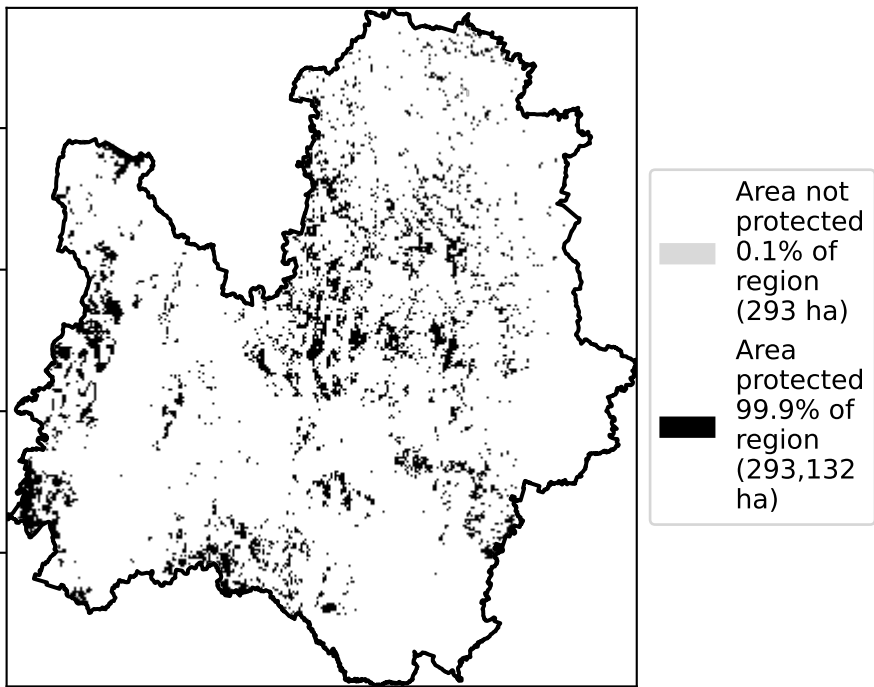 Area not
protected
0.1% of
region
(293 ha)
Area
protected
99.9% of
region
(293,132
ha)